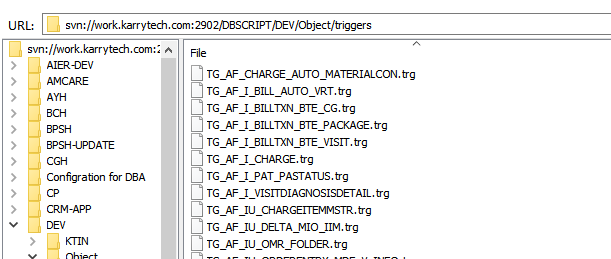 URL: svn://work.karrytech.com:2902/DBSCRIPT/DEV/Object/triggers
svn://work.karrytech.com:2
AIER-DEV
AMCARE
AYH
BCH
BPSH
BPSH-UPDATE
CGH
Configration for DBA
CP
CRM-APP
DEV
KTIN
Object
File
TG_AF_CHARGE_AUTO_MATERIALCON.trg
TG_AF_I_BILL_AUTO_VRT.trg
TG_AF_I_BILLTXN_BTE_CG.trg
TG_AF_I_BILLTXN_BTE_PACKAGE.trg
TG_AF_I_BILLTXN_BTE_VISIT.trg
TG_AF_I_CHARGE.trg
TG_AF_I_PAT_PASTATUS.trg
TG_AF_I_VISITDIAGNOSISDETAIL.trg
TG_AF_IU_CHARGEITEMMSTR.trg
TG_AF_IU_DELTA_MIO_IIM.trg
TG_AF_IU_OMR_FOLDER.trg